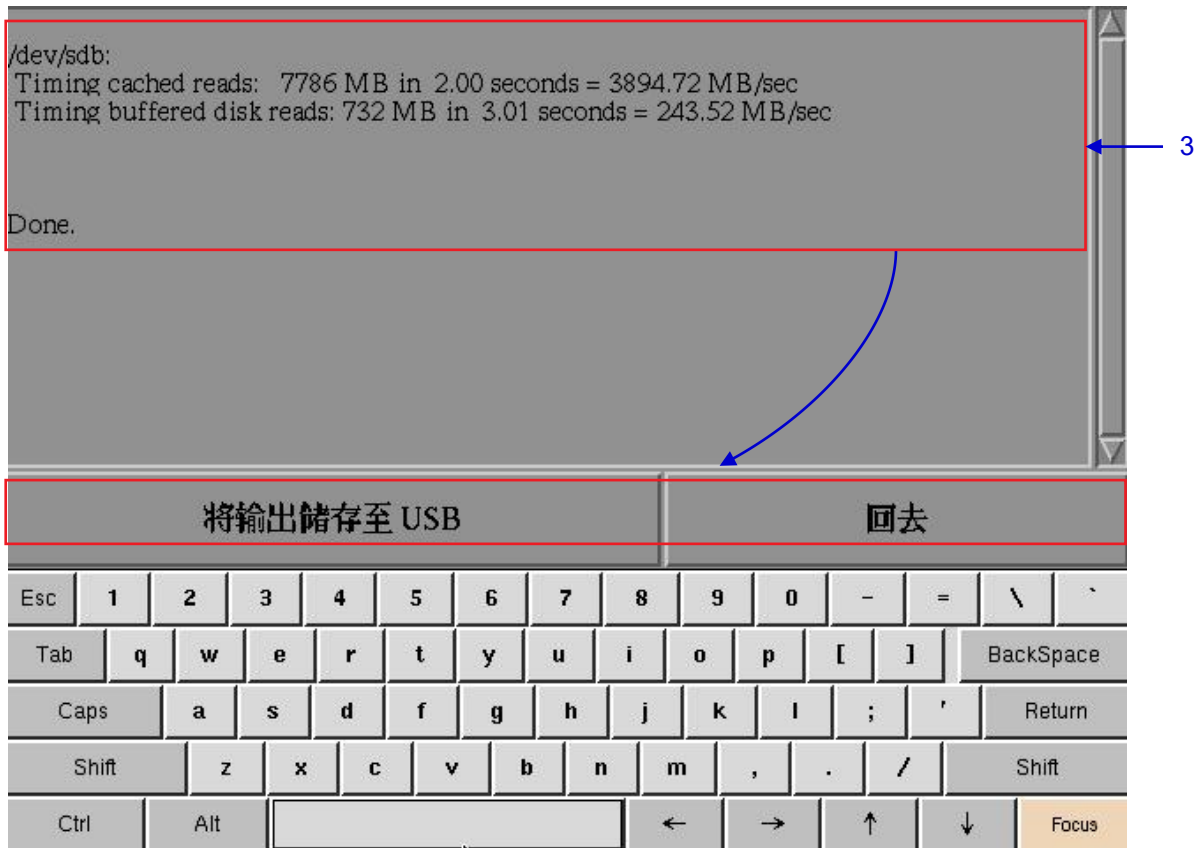 /dev/sdb:
Timing cached reads: 7786 MB in 2.00 seconds = 3894.72 MB/sec
Timing buffered disk reads: 732 MB in 3.01 seconds = 243.52 MB/sec
3
Done.
将输出储存至 USB 回去
Esc 1 2 3 4 5 6 7 8 9 0 - = \ `
Tab q w e r t y u i o p [ ] BackSpace
Caps a s d f g h j k l ; ' Return
Shift z x c v b n m , . / Shift
Ctrl Alt ← → ↑ ↓ Focus